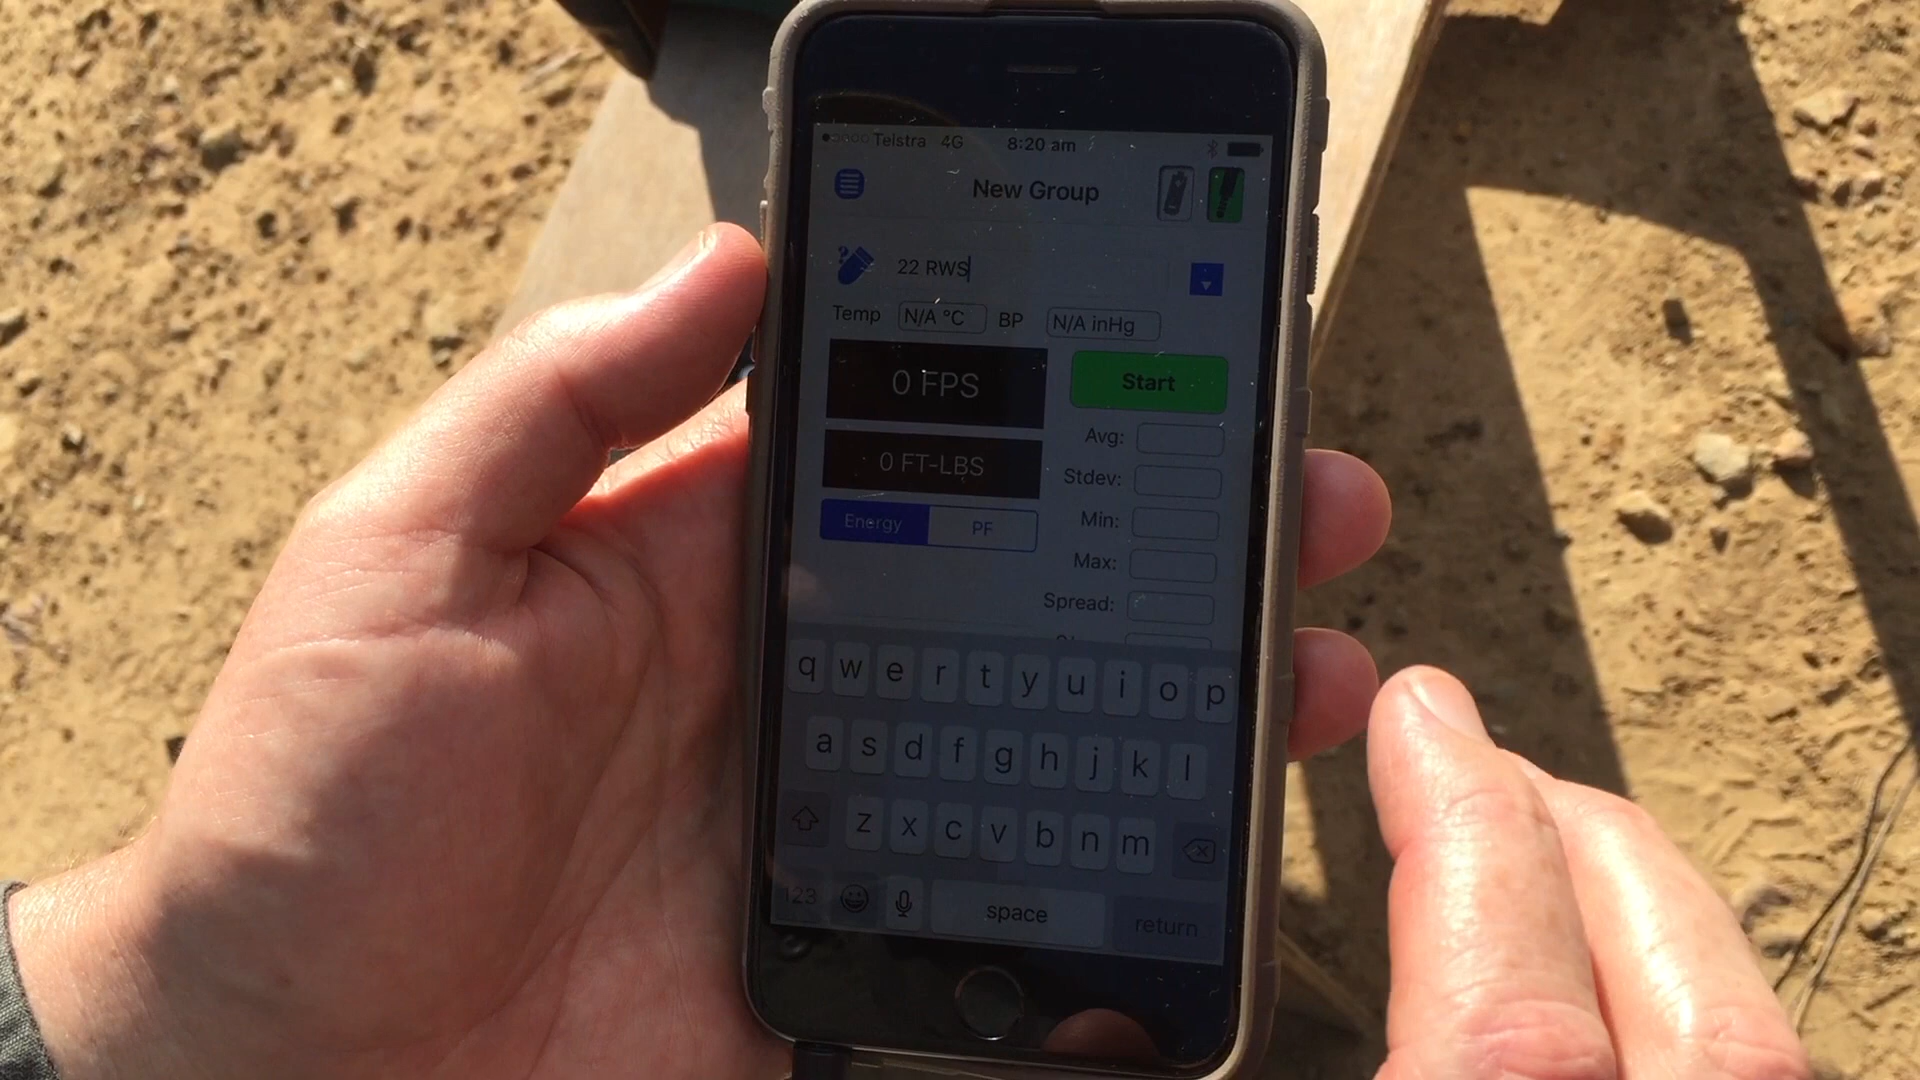 Telstra 4G 8:20 am
New Group
22 RWS
Temp N/A °C BP N/A inHg
0 FPS
Start
0 FT-LBS
Energy PF
Avg:
Stdev:
Min:
Max:
Spread:
q w e r t y u i o p
a s d f g h j k l
z x c v b n m
123 space return